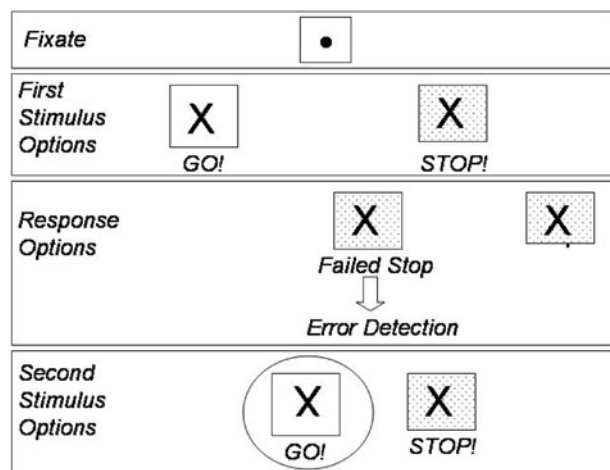 Fixate
First
Stimulus
Options
X
X
GO!
STOP!
Response
Options
X
X
Failed Stop
Error Detection
Second
Stimulus
Options
X
X
GO!
STOP!